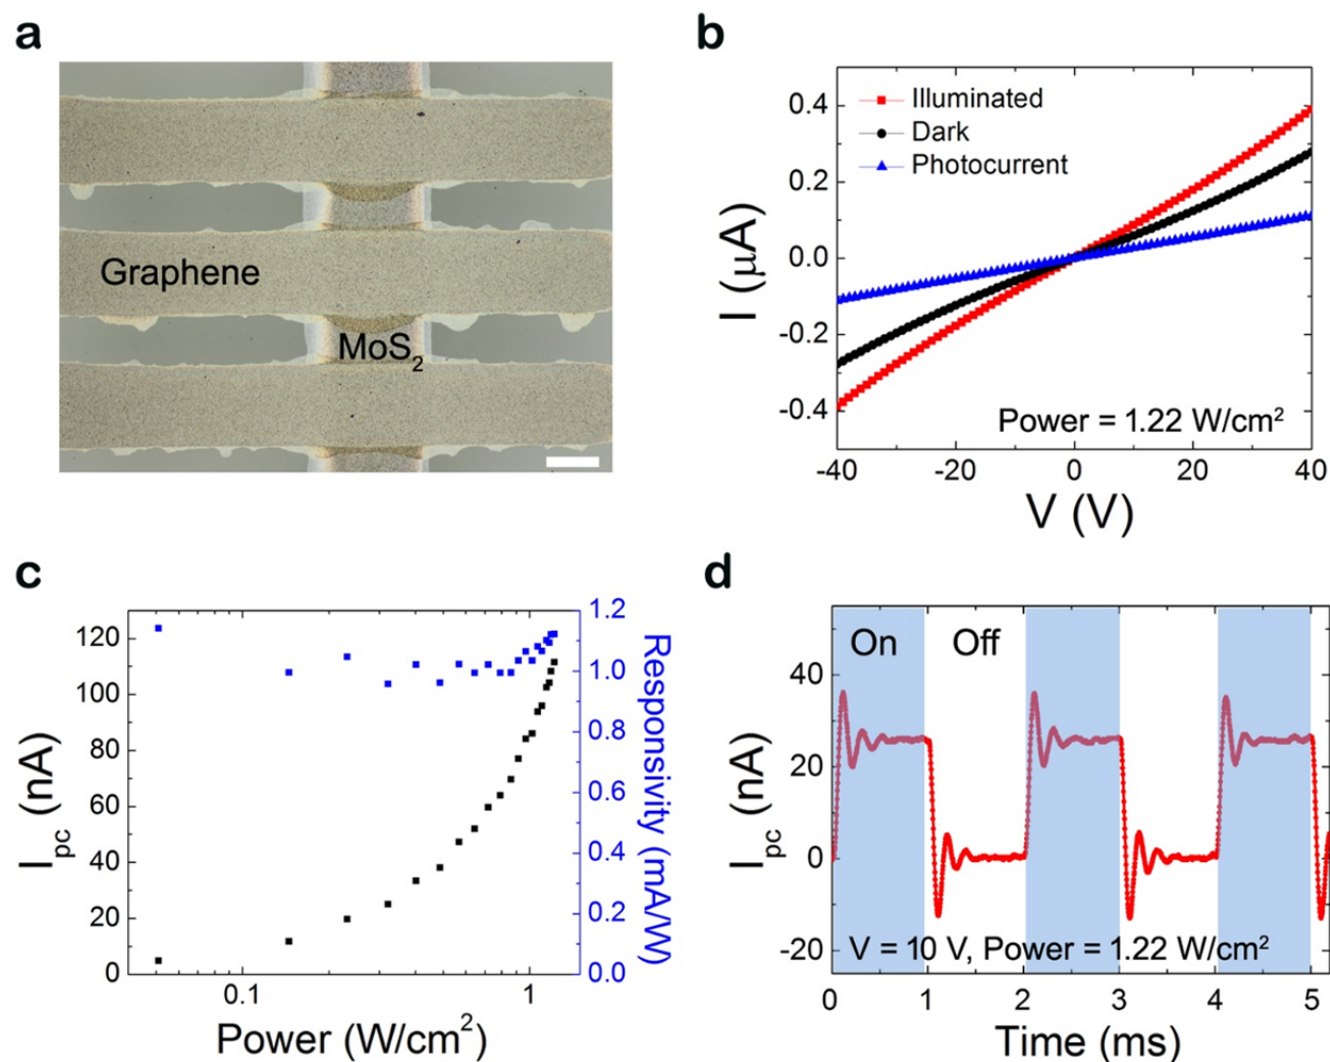 a
Graphene
MoS₂
b
Illuminated
Dark
Photocurrent
0.4
0.2
0.0
-0.2
-0.4
I (μA)
Power = 1.22 W/cm²
-40
-20
0
20
40
V (V)
c
120
100
80
60
40
20
0
I_pc (nA)
1.2
1.0
0.8
0.6
0.4
0.2
0.0
Responsivity (mA/W)
0.1
1
Power (W/cm²)
d
On
Off
40
20
0
-20
I_pc (nA)
V = 10 V, Power = 1.22 W/cm²
0
1
2
3
4
5
Time (ms)